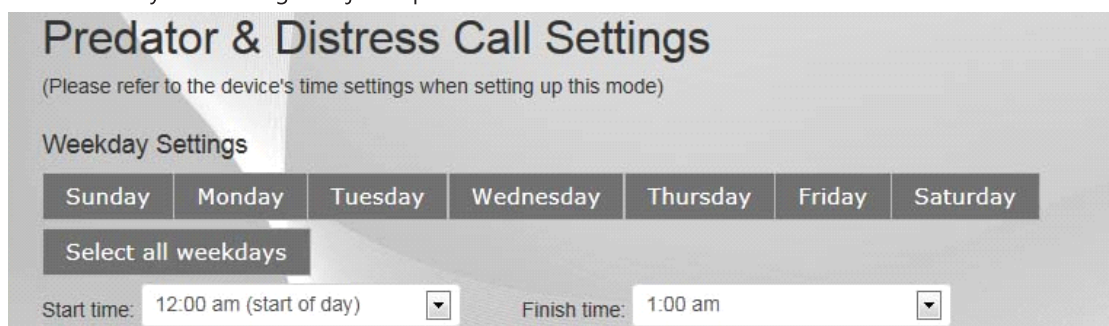 Predator & Distress Call Settings
(Please refer to the device's time settings when setting up this mode)
Weekday Settings
Sunday Monday Tuesday Wednesday Thursday Friday Saturday
Select all weekdays
Start time: 12:00 am (start of day) Finish time: 1:00 am